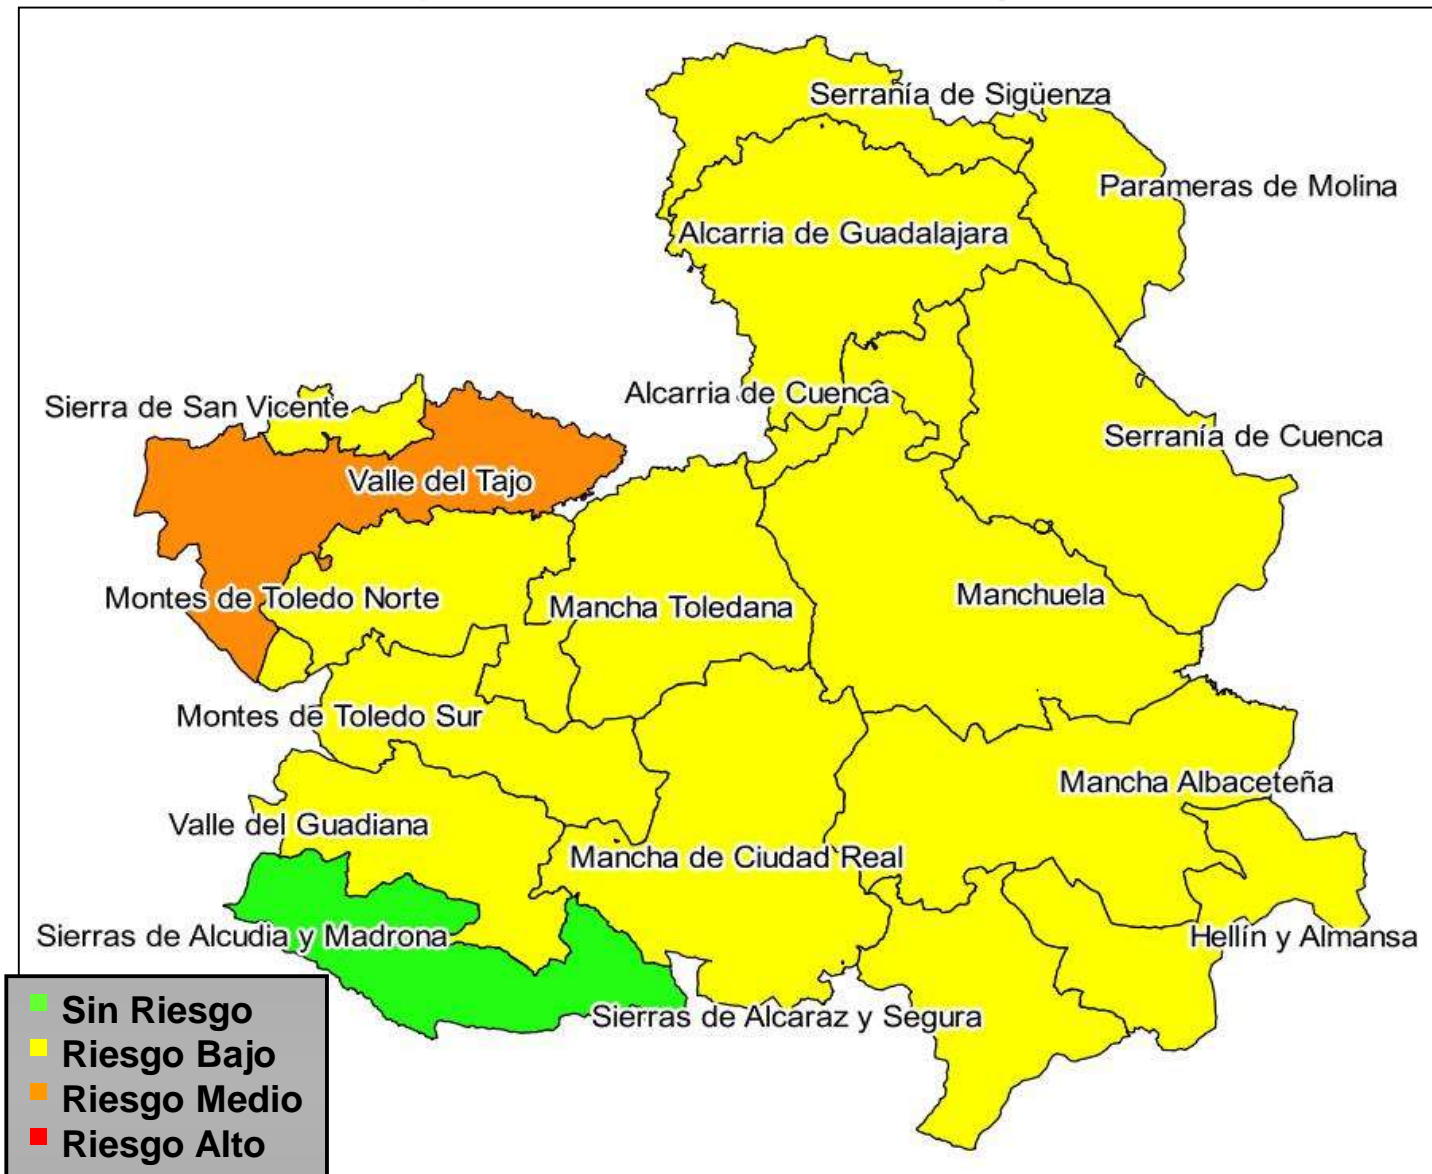 Serranía de Sigüenza
Parameras de Molina
Alcarria de Guadalajara
Alcarria de Cuenca
Sierra de San Vicente
Serranía de Cuenca
Valle del Tajo
Montes de Toledo Norte
Mancha Toledana
Manchuela
Montes de Toledo Sur
Mancha Albaceteña
Valle del Guadiana
Mancha de Ciudad Real
Sierras de Alcudia y Madrona
Hellín y Almansa
Sierras de Alcaraz y Segura
Sin Riesgo
Riesgo Bajo
Riesgo Medio
Riesgo Alto